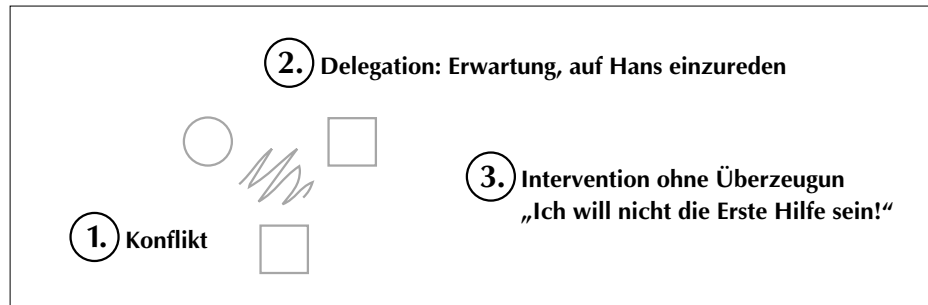 2. Delegation: Erwartung, auf Hans einzureden
3. Intervention ohne Überzeugun
„Ich will nicht die Erste Hilfe sein!“
1. Konflikt